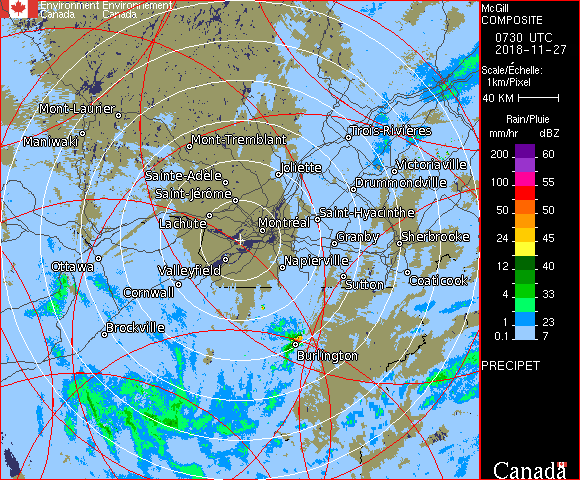 Environment Environnement
Canada Canada
McGill
COMPOSITE
0730 UTC
2018-11-27
Scale/Échelle:
1km/Pixel
40 KM
Rain/Pluie
mm/hr dBZ
200 60
100 55
50 50
24 45
12 40
4 33
1 23
0.1 7
PRECIPET
Canada
Mont-Laurier
Maniwaki
Mont-Tremblant
Trois-Rivières
Joliette
Victoriaville
Sainte-Adèle
Drummondville
Saint-Jérôme
Saint-Hyacinthe
Lachute
Montréal
Granby
Sherbrooke
Ottawa
Valleyfield
Napierville
Sutton
Coaticook
Cornwall
Brockville
Burlington